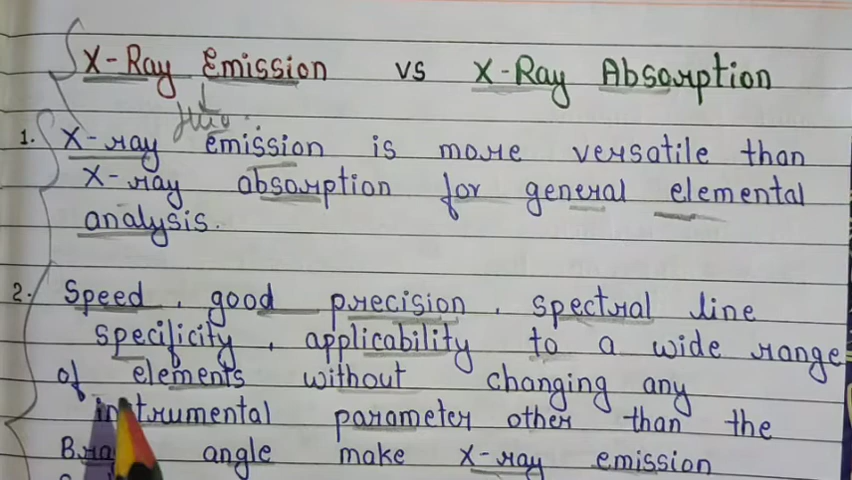 X-Ray Emission vs X-Ray Absorption
1. X-ray emission is more versatile than
X-ray absorption for general elemental
analysis.
2. Speed, good precision, spectral line
specificity, applicability to a wide range
of elements without changing any
instrumental parameter other than the
angle make X-ray emission